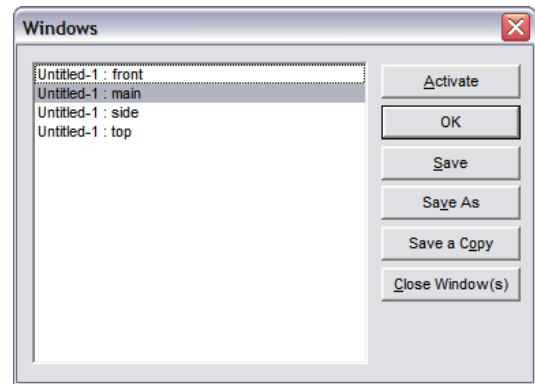 Windows
Untitled-1 : front
Untitled-1 : main
Untitled-1 : side
Untitled-1 : top
Activate
OK
Save
Save As
Save a Copy
Close Window(s)